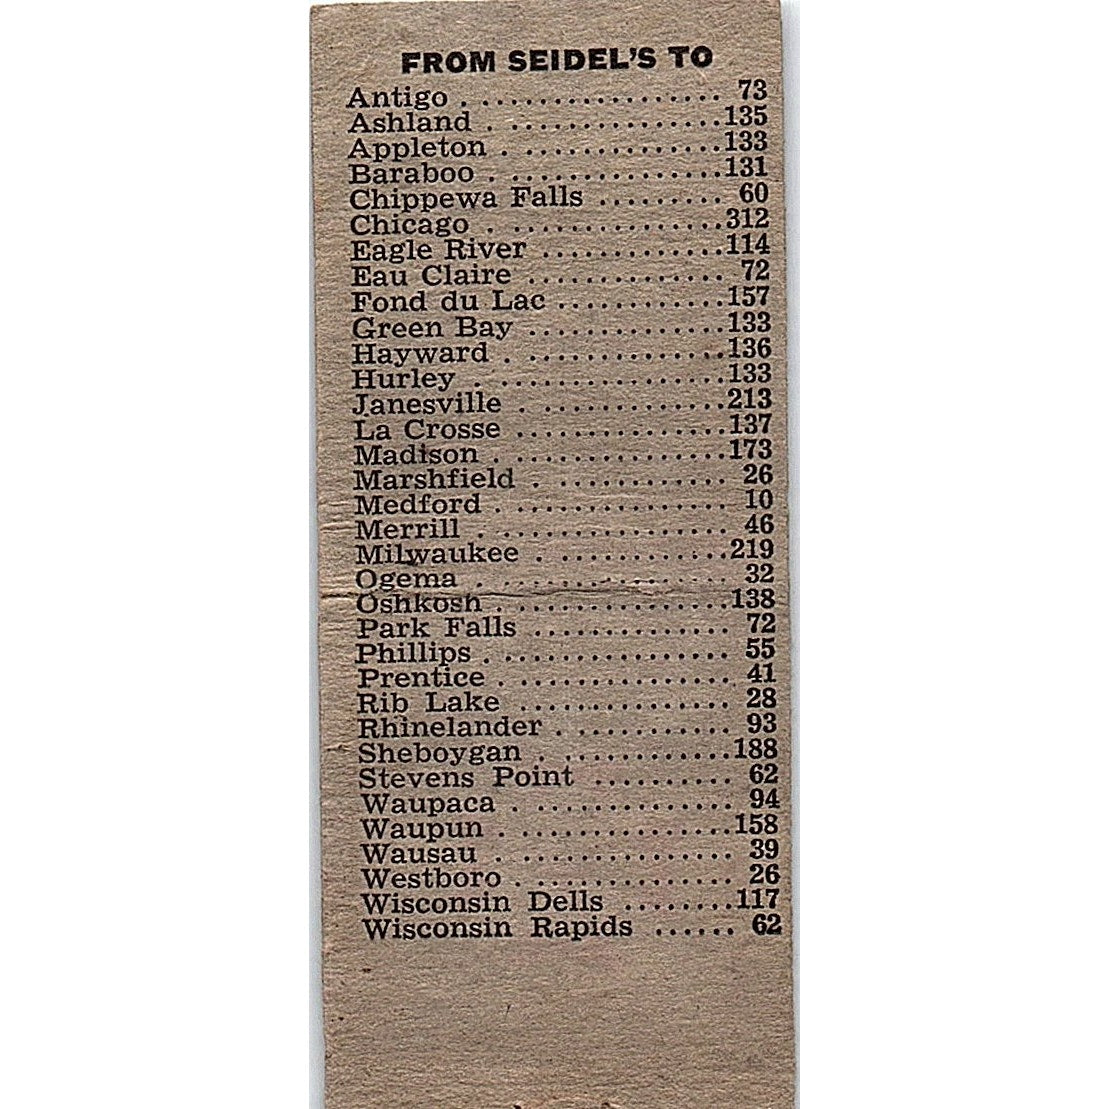 FROM SEIDEL'S TO
Antigo . . . . . . . . . . . . . . . . . . 73
Ashland . . . . . . . . . . . . . . . . 135
Appleton . . . . . . . . . . . . . . . 133
Baraboo . . . . . . . . . . . . . . . . 131
Chippewa Falls . . . . . . . . . 60
Chicago . . . . . . . . . . . . . . . . 312
Eagle River . . . . . . . . . . . . . 114
Eau Claire . . . . . . . . . . . . . . 72
Fond du Lac . . . . . . . . . . . . 157
Green Bay . . . . . . . . . . . . . . 133
Hayward . . . . . . . . . . . . . . . 136
Hurley . . . . . . . . . . . . . . . . . 133
Janesville . . . . . . . . . . . . . . 213
La Crosse . . . . . . . . . . . . . . . 137
Madison . . . . . . . . . . . . . . . . 173
Marshfield . . . . . . . . . . . . . 26
Medford . . . . . . . . . . . . . . . . 10
Merrill . . . . . . . . . . . . . . . . . 46
Milwaukee . . . . . . . . . . . . . 219
Ogema . . . . . . . . . . . . . . . . . 32
Oshkosh . . . . . . . . . . . . . . . . 138
Park Falls . . . . . . . . . . . . . . 72
Phillips . . . . . . . . . . . . . . . . . 55
Prentice . . . . . . . . . . . . . . . . 41
Rib Lake . . . . . . . . . . . . . . . 28
Rhinelander . . . . . . . . . . . . 93
Sheboygan . . . . . . . . . . . . . 188
Stevens Point . . . . . . . . . . 62
Waupaca . . . . . . . . . . . . . . . 94
Waupun . . . . . . . . . . . . . . . . 158
Wausau . . . . . . . . . . . . . . . . 39
Westboro . . . . . . . . . . . . . . . 26
Wisconsin Dells . . . . . . . . 117
Wisconsin Rapids . . . . . . 62